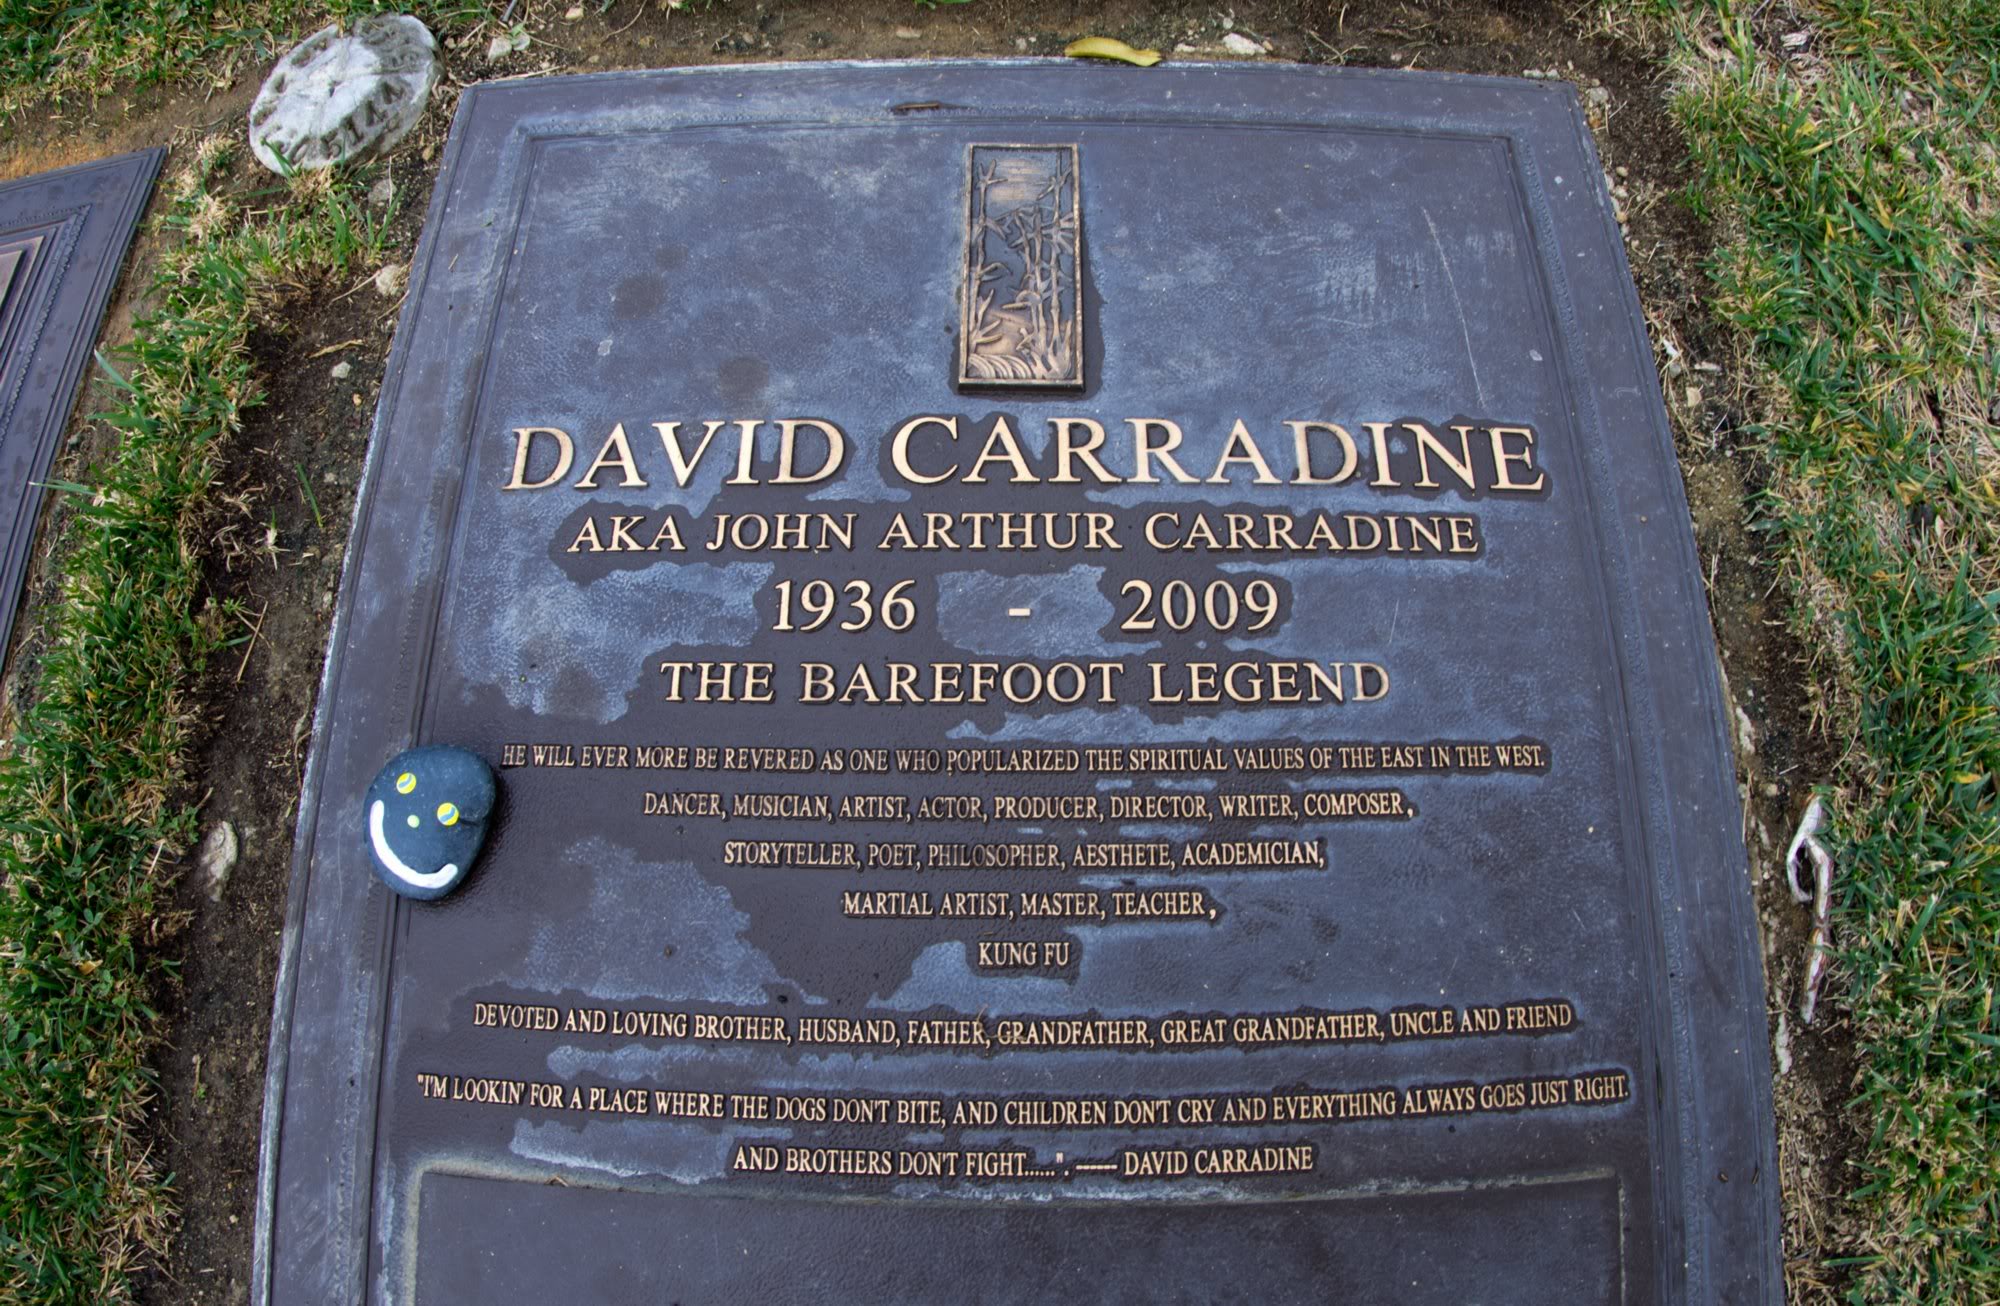 5144
DAVID CARRADINE
AKA JOHN ARTHUR CARRADINE
1936 - 2009
THE BAREFOOT LEGEND
HE WILL EVER MORE BE REVERED AS ONE WHO POPULARIZED THE SPIRITUAL VALUES OF THE EAST IN THE WEST.
DANCER, MUSICIAN, ARTIST, ACTOR, PRODUCER, DIRECTOR, WRITER, COMPOSER,
STORYTELLER, POET, PHILOSOPHER, AESTHETE, ACADEMICIAN,
MARTIAL ARTIST, MASTER, TEACHER,
KUNG FU
DEVOTED AND LOVING BROTHER, HUSBAND, FATHER, GRANDFATHER, GREAT GRANDFATHER, UNCLE AND FRIEND
"I'M LOOKIN' FOR A PLACE WHERE THE DOGS DON'T BITE, AND CHILDREN DON'T CRY AND EVERYTHING ALWAYS GOES JUST RIGHT.
AND BROTHERS DON'T FIGHT......". ------ DAVID CARRADINE